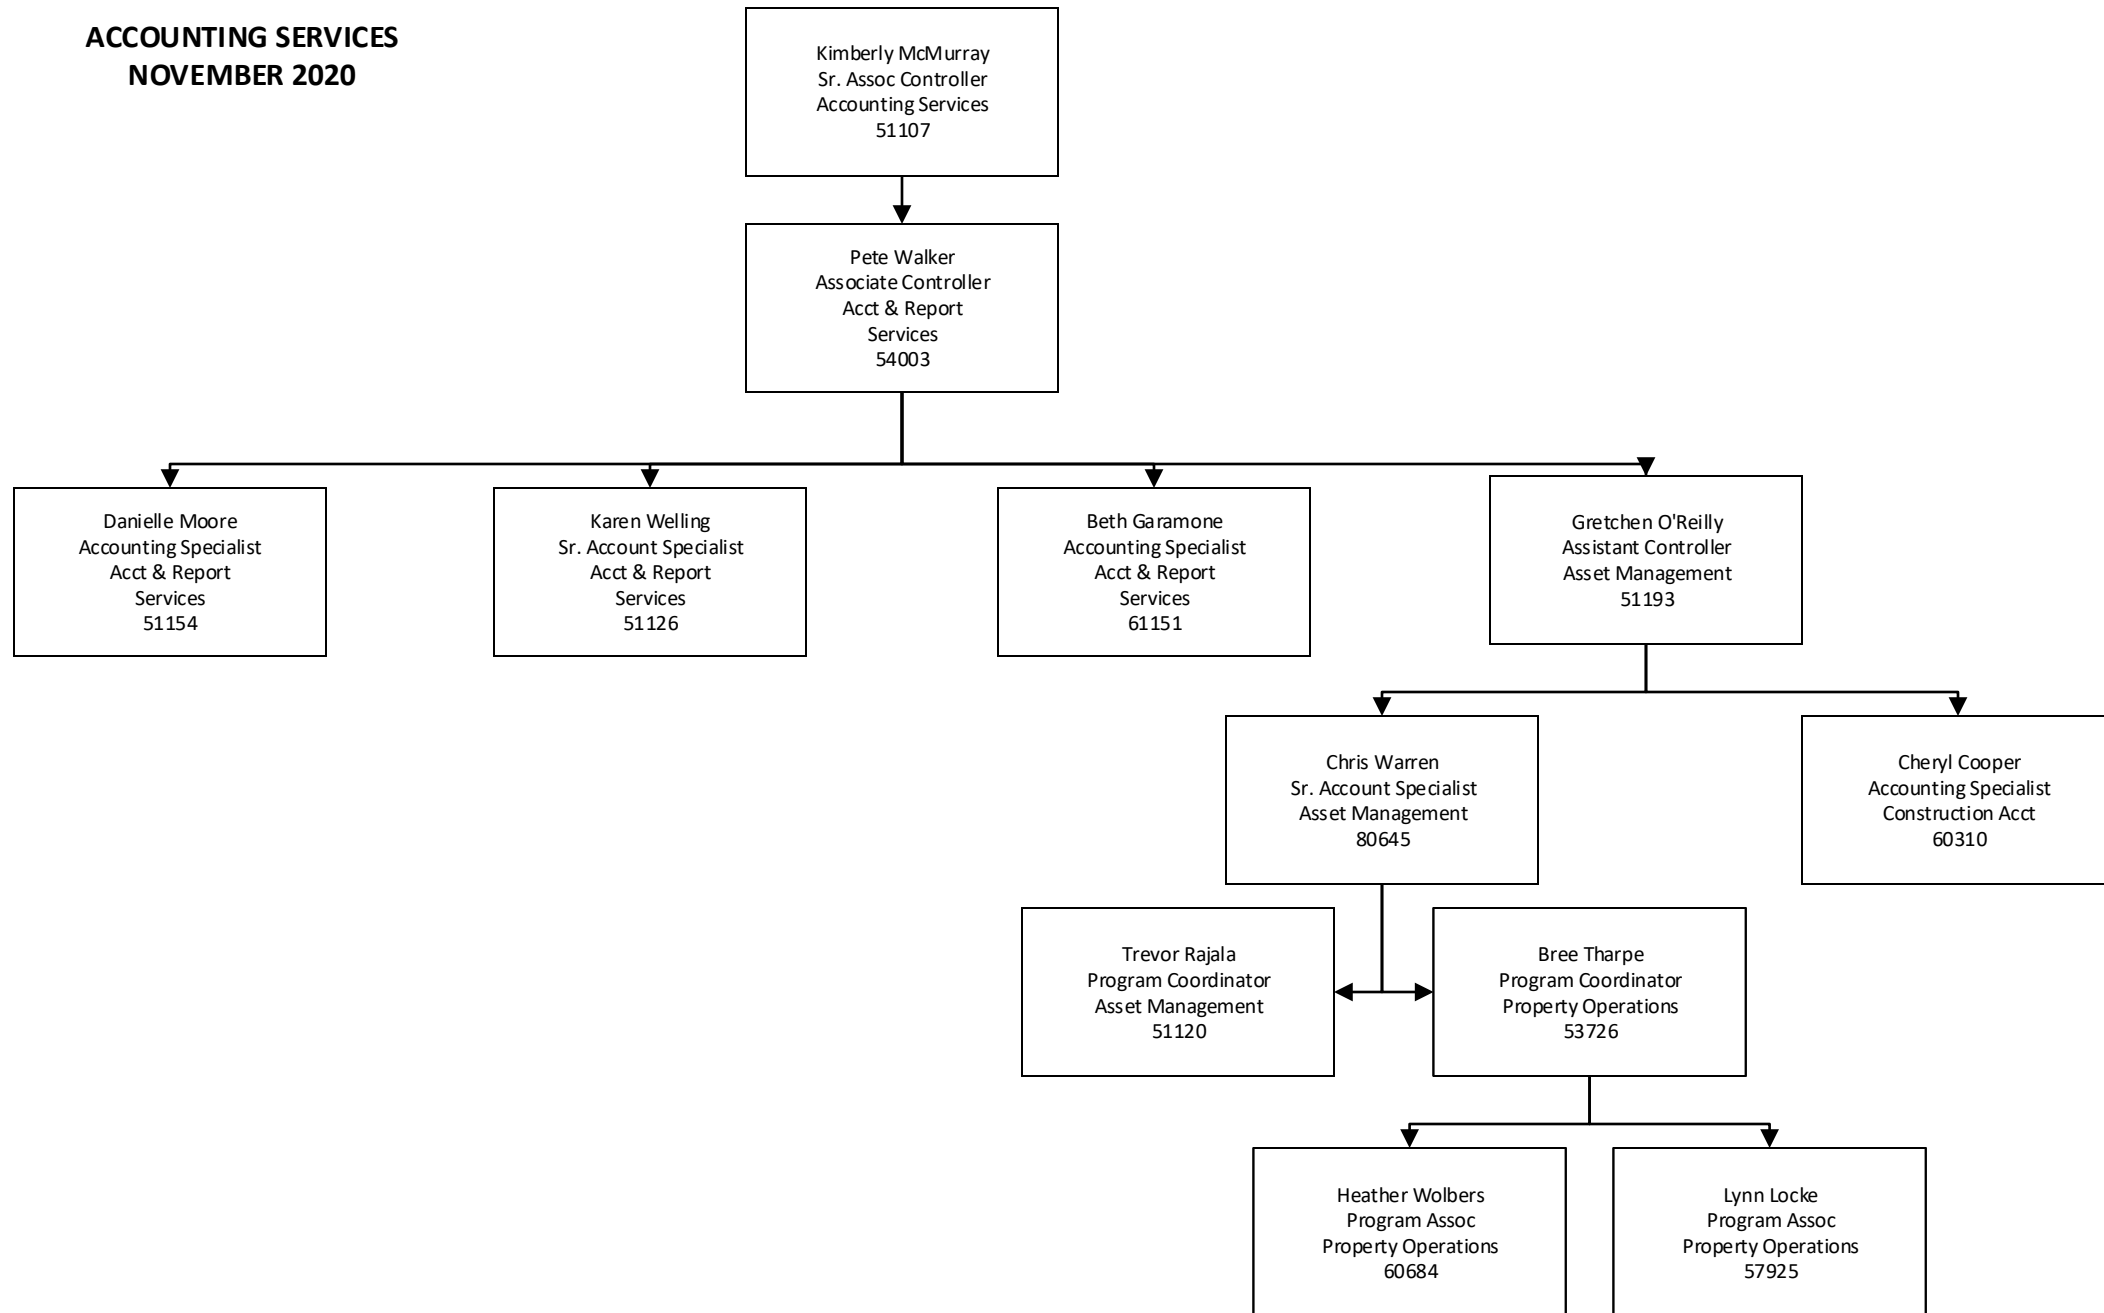 ACCOUNTING SERVICES
NOVEMBER 2020
Kimberly McMurray
Sr. Assoc Controller
Accounting Services
51107
Pete Walker
Associate Controller
Acct & Report
Services
54003
Danielle Moore
Accounting Specialist
Acct & Report
Services
51154
Karen Welling
Sr. Account Specialist
Acct & Report
Services
51126
Beth Garamone
Accounting Specialist
Acct & Report
Services
61151
Gretchen O'Reilly
Assistant Controller
Asset Management
51193
Chris Warren
Sr. Account Specialist
Asset Management
80645
Cheryl Cooper
Accounting Specialist
Construction Acct
60310
Trevor Rajala
Program Coordinator
Asset Management
51120
Bree Tharpe
Program Coordinator
Property Operations
53726
Heather Wolbers
Program Assoc
Property Operations
60684
Lynn Locke
Program Assoc
Property Operations
57925